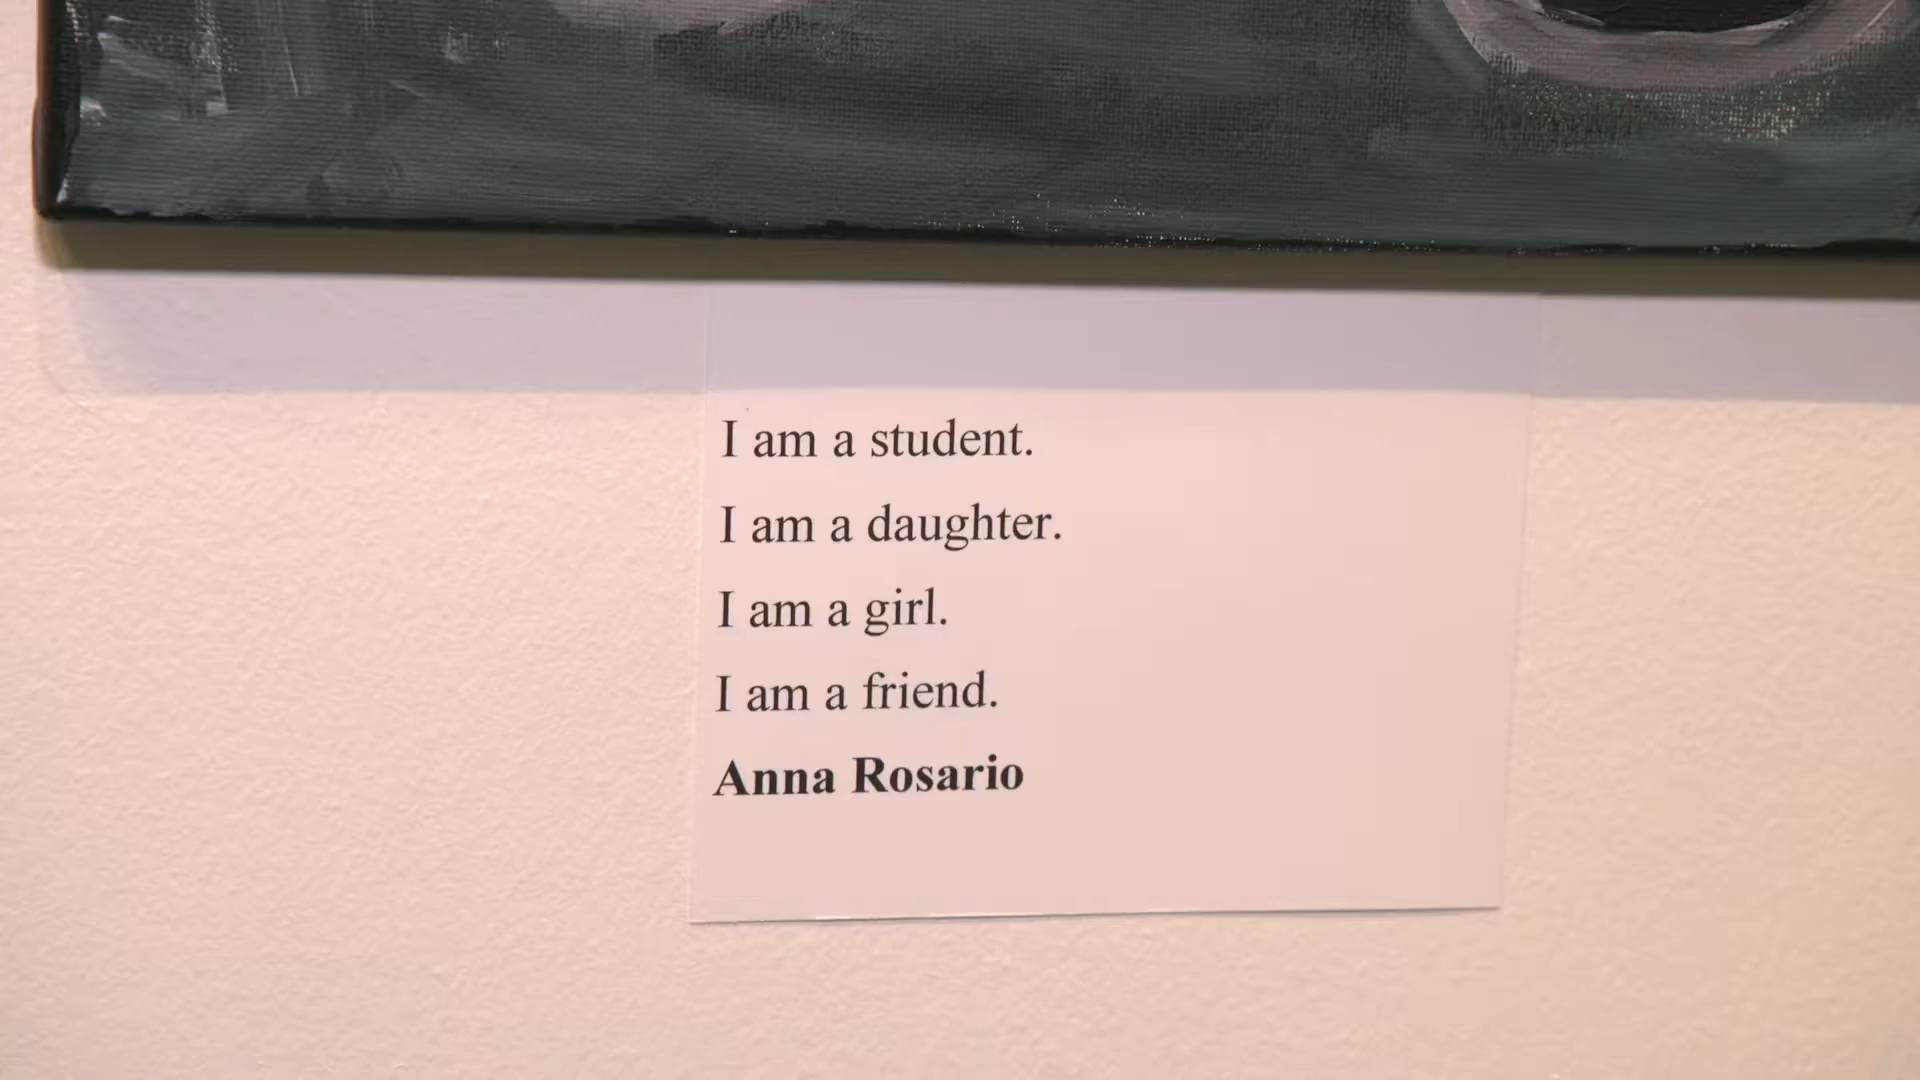 I am a student.
I am a daughter.
I am a girl.
I am a friend.
Anna Rosario